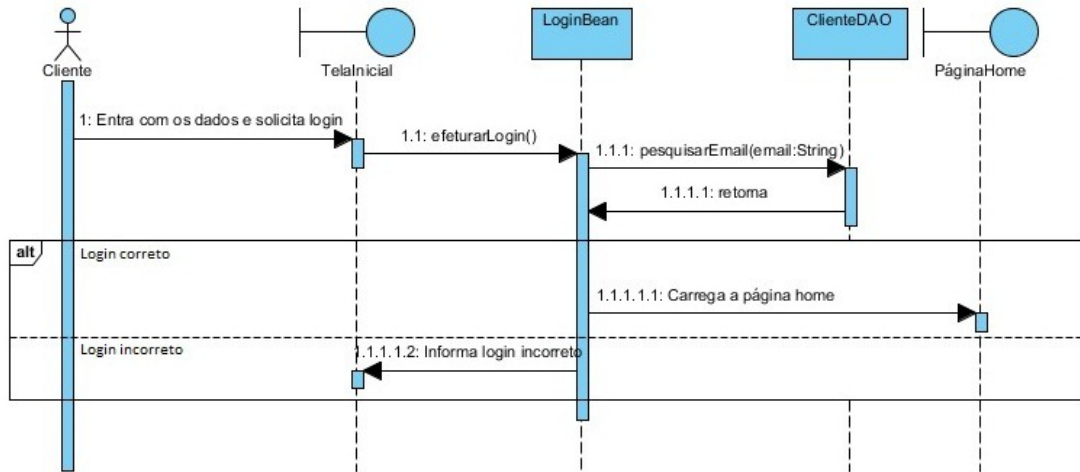 LoginBean
ClienteDAO
Cliente
TelaInicial
PáginaHome
1: Entra com os dados e solicita login
1.1: efeturarLogin()
1.1.1: pesquisarEmail(email:String)
1.1.1.1: retorna
alt
Login correto
1.1.1.1.1: Carrega a página home
Login incorreto
1.1.1.1.2: Informa login incorreto